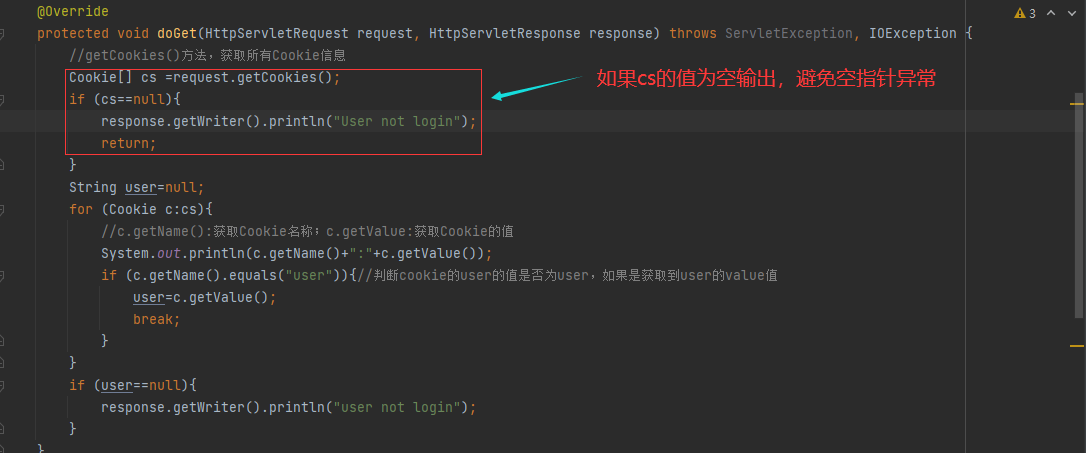 @Override
3
protected void doGet(HttpServletRequest request, HttpServletResponse response) throws ServletException, IOException {
//getCookies()方法，获取所有Cookie信息
Cookie[] cs =request.getCookies();
如果cs的值为空输出，避免空指针异常
if (cs==null){
response.getWriter().println("User not login");
return;
}
String user=null;
for (Cookie c:cs){
//c.getName():获取Cookie名称；c.getValue:获取Cookie的值
System.out.println(c.getName()+":"+c.getValue());
if (c.getName().equals("user")){//判断cookie的user的值是否为user，如果是获取到user的value值
user=c.getValue();
break;
}
}
if (user==null){
response.getWriter().println("user not login");
}
}